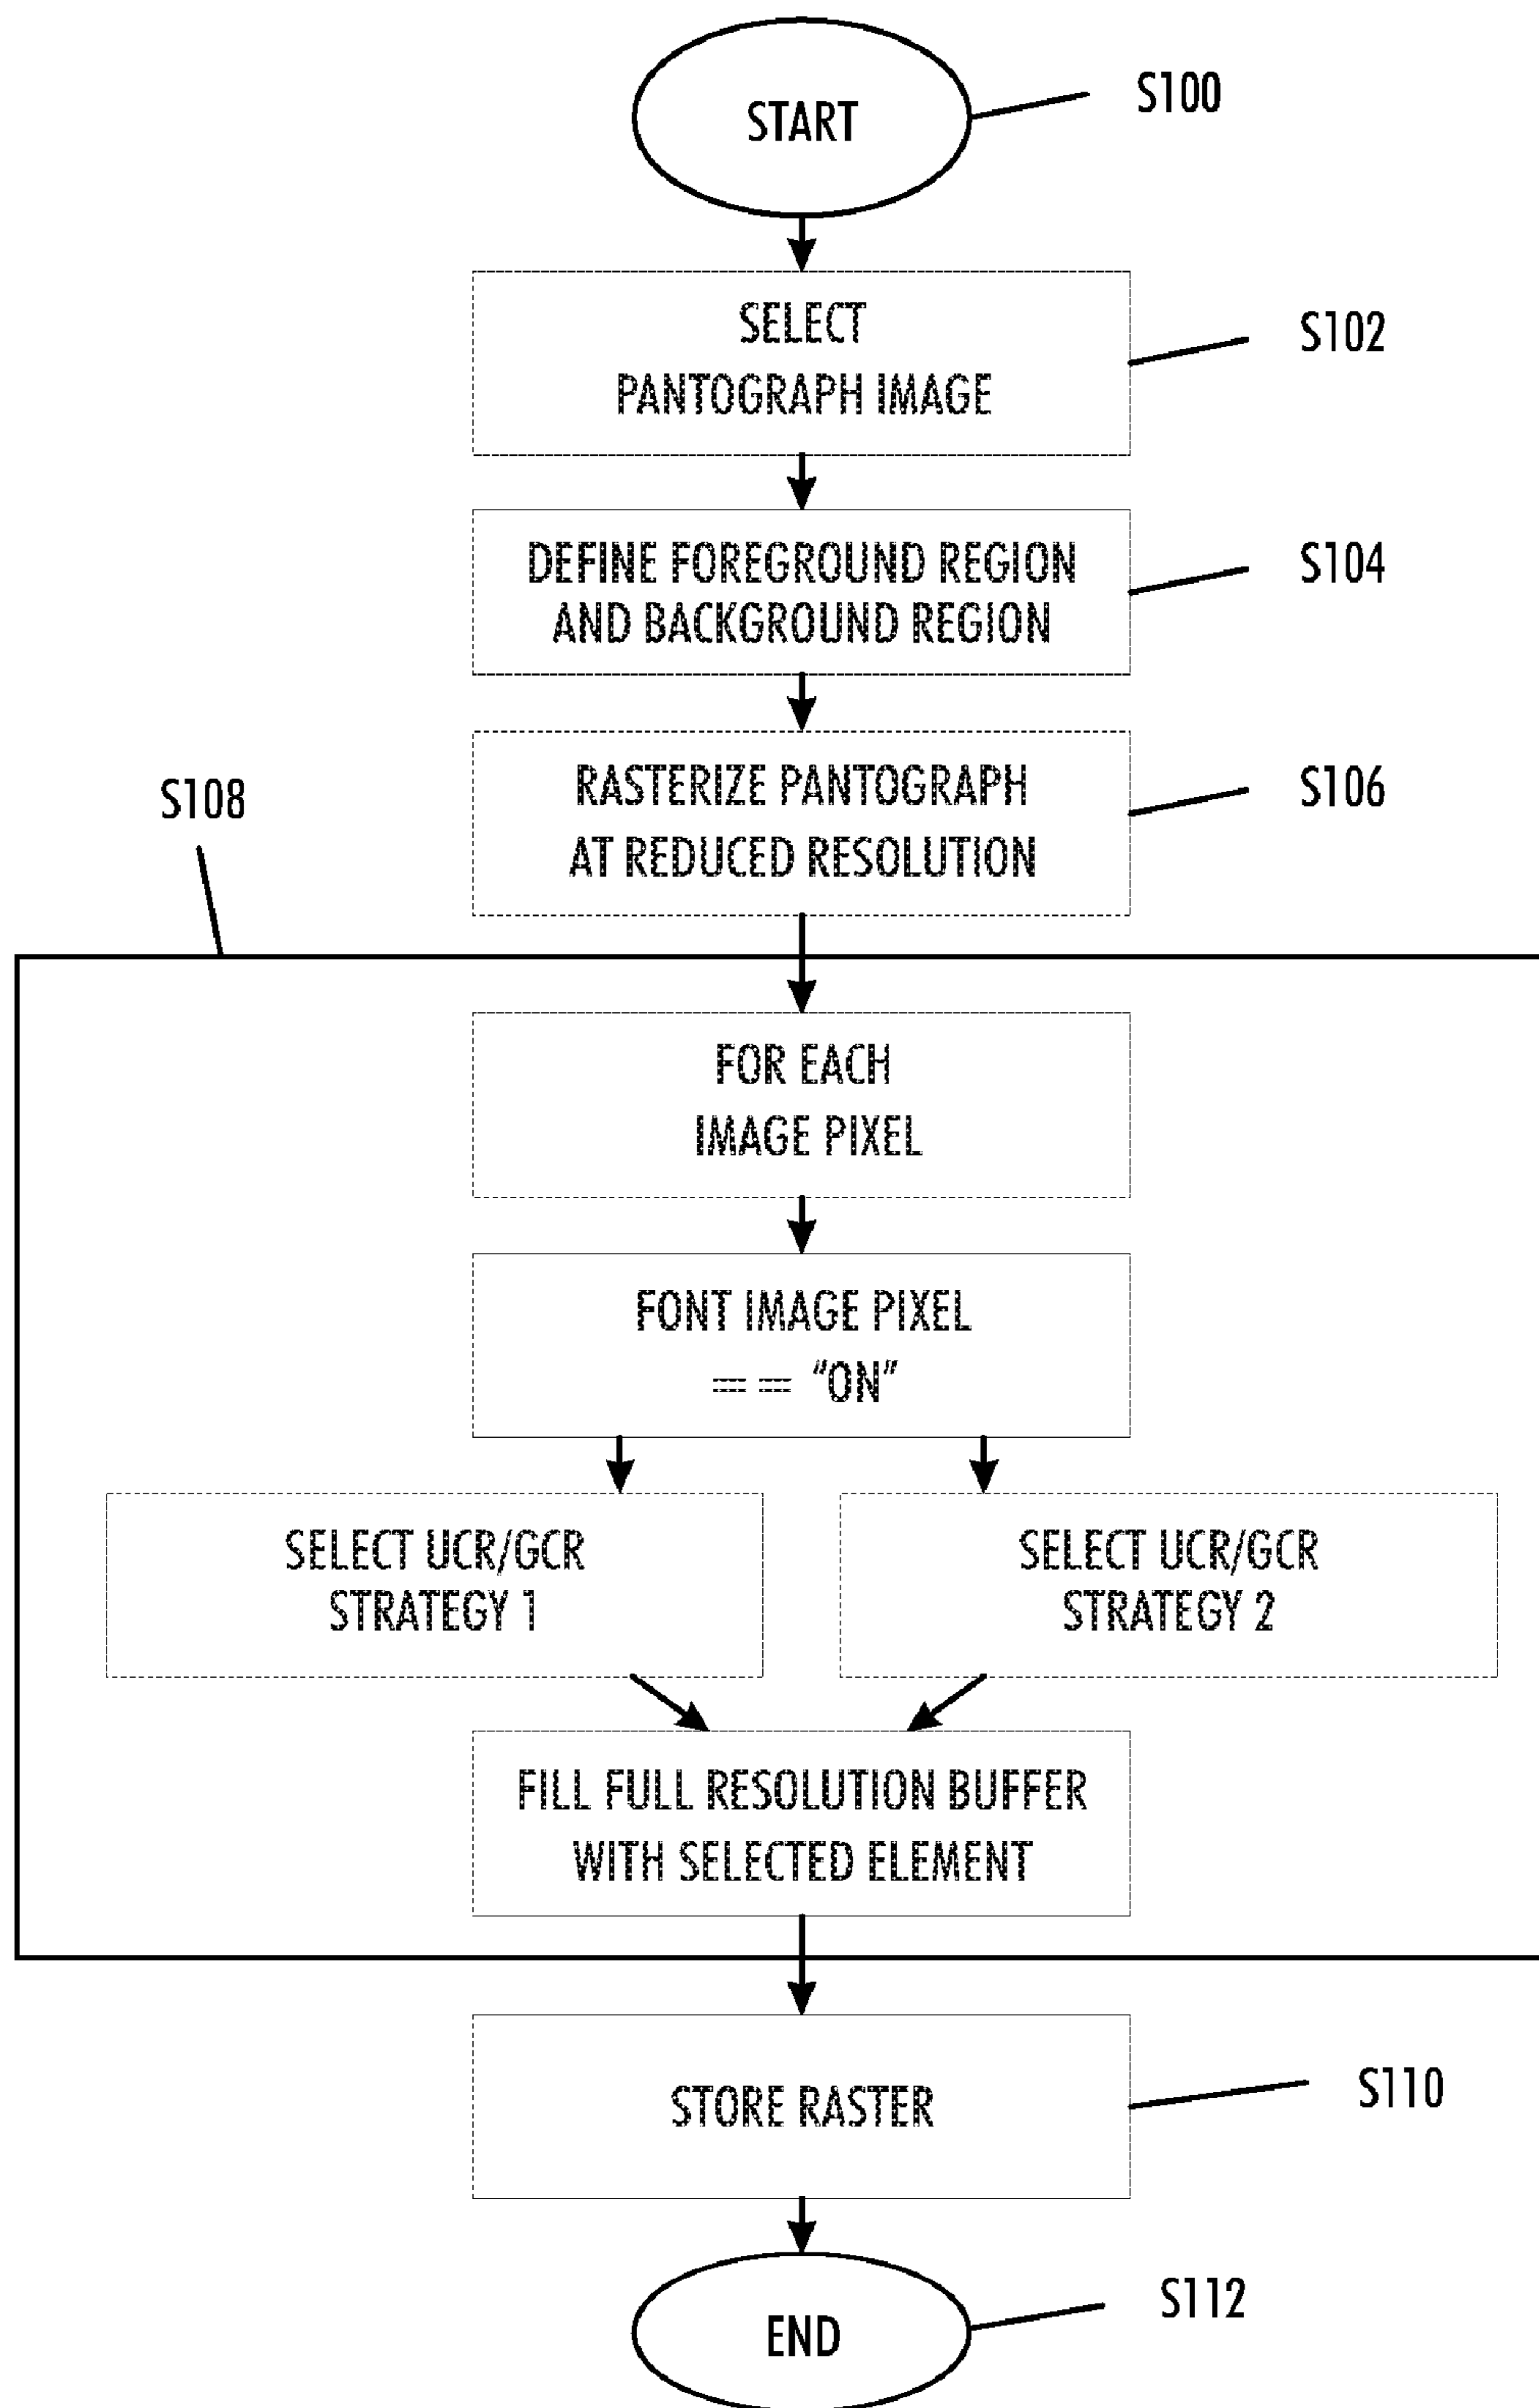 START
S100
SELECT
PANTOGRAPH IMAGE
S102
DEFINE FOREGROUND REGION
AND BACKGROUND REGION
S104
RASTERIZE PANTOGRAPH
AT REDUCED RESOLUTION
S106
S108
FOR EACH
IMAGE PIXEL
FONT IMAGE PIXEL
== == “ON”
SELECT UCR/GCR
STRATEGY 1
SELECT UCR/GCR
STRATEGY 2
FILL FULL RESOLUTION BUFFER
WITH SELECTED ELEMENT
STORE RASTER
S110
END
S112